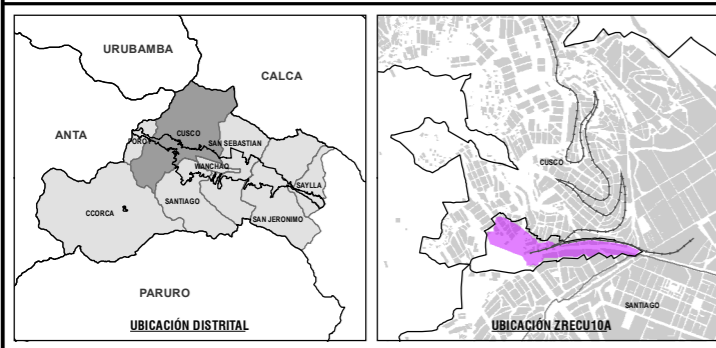 URUBAMBA
CALCA
ANTA
POROY
CUSCO
SAN SEBASTIAN
WANCHAQ
SAYLLA
SANTIAGO
CCORCA
SAN JERONIMO
PARURO
UBICACIÓN DISTRITAL
CUSCO
SANTIAGO
UBICACIÓN ZRECU10A